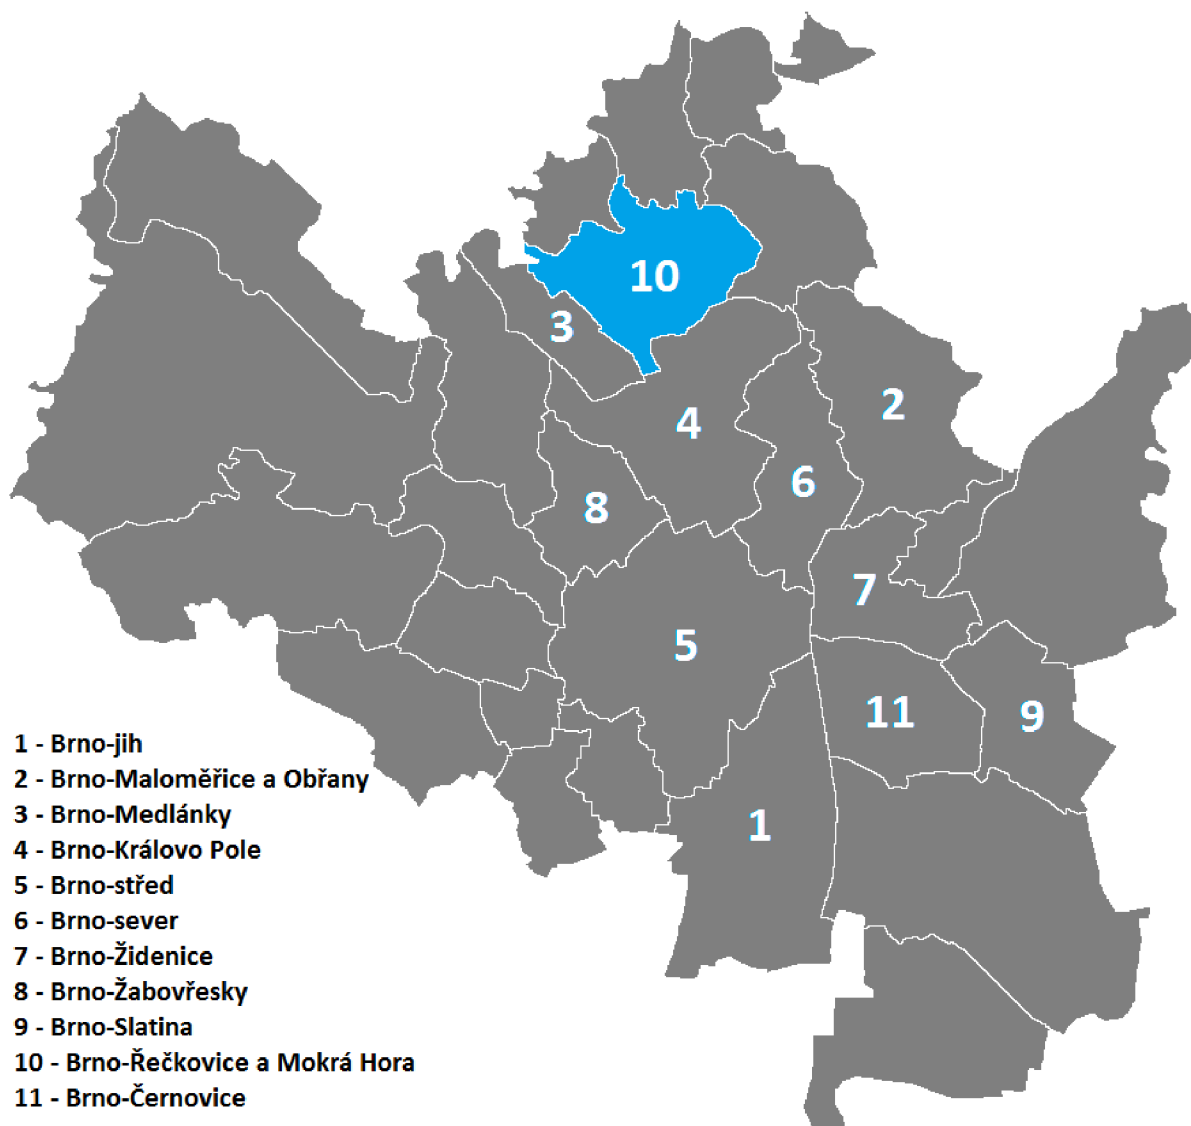 10
3
4
2
6
8
7
5
11
9
1
1 - Brno-jih
2 - Brno-Maloměřice a Obřany
3 - Brno-Medlánky
4 - Brno-Královo Pole
5 - Brno-střed
6 - Brno-sever
7 - Brno-Židenice
8 - Brno-Žabovřesky
9 - Brno-Slatina
10 - Brno-Řečkovice a Mokrá Hora
11 - Brno-Černovice